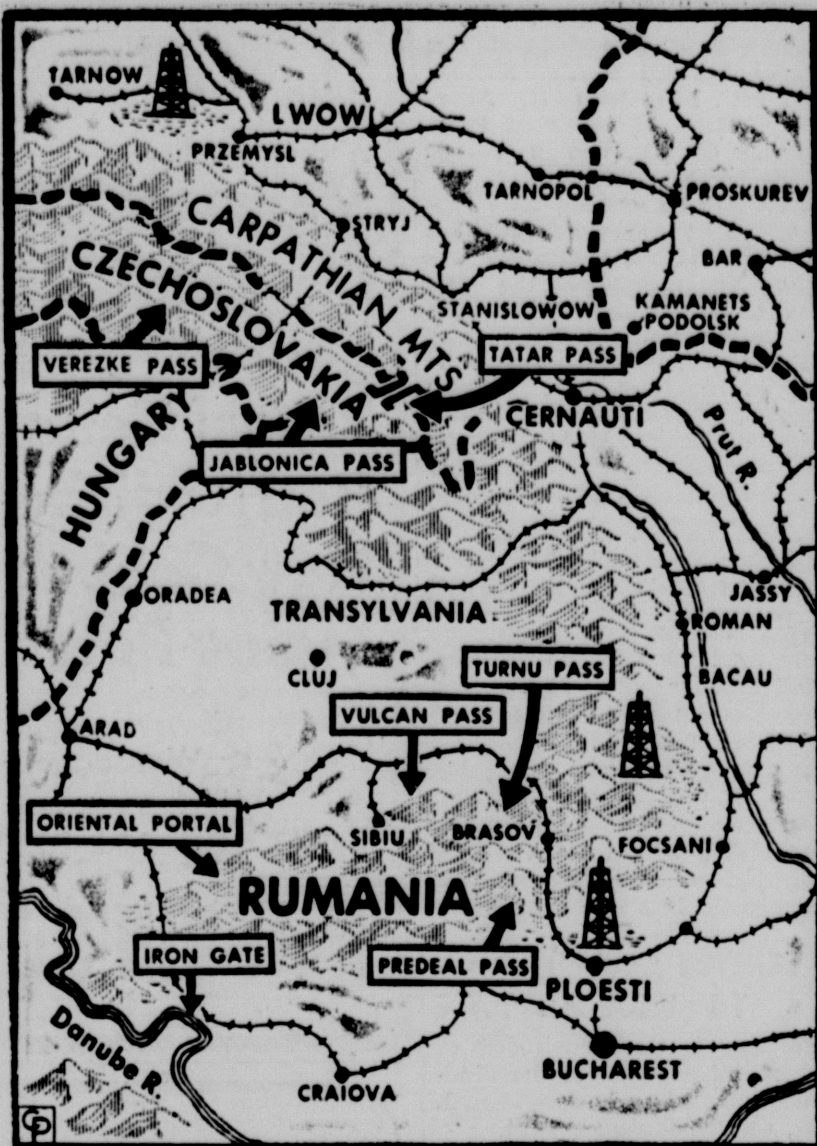 TARNOW
LWOW
PRZEMYSL
TARNOPOL
PROSKUREV
STRYJ
CARPATHIAN MTS
CZECHOSLOVAKIA
BAR
STANISLOWOW
KAMANETS
PODOLSK
VEREZKE PASS
TATAR PASS
CERNAUTI
Prut R.
HUNGARY
JABLONICA PASS
ORADEA
TRANSYLVANIA
JASSY
ROMAN
CLUJ
TURNU PASS
BACAU
VULCAN PASS
ARAD
ORIENTAL PORTAL
SIBIU
BRASOV
FOCSANI
RUMANIA
IRON GATE
PREDEAL PASS
PLOESTI
Danube R.
BUCHAREST
CRAIOVA
CP